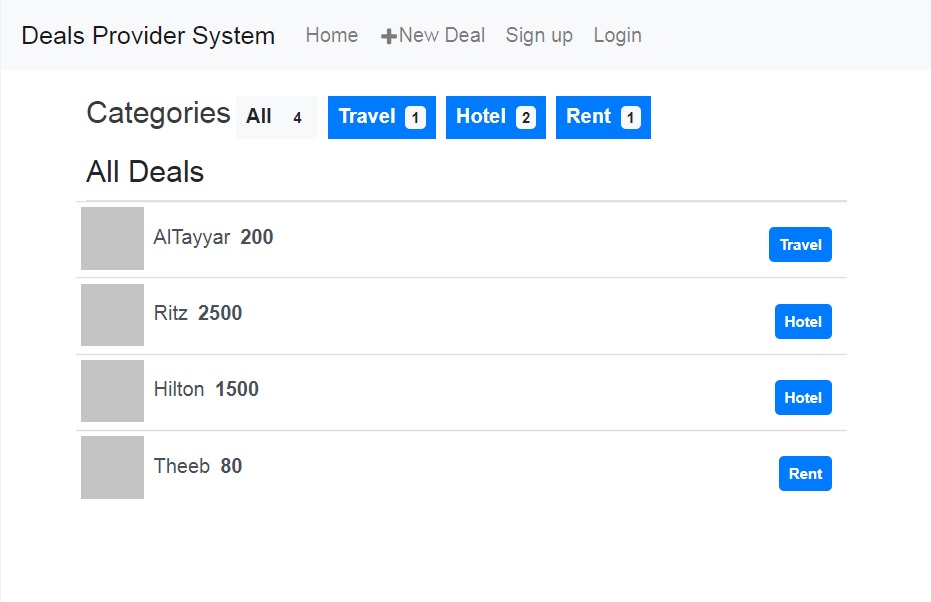 Deals Provider System Home +New Deal Sign up Login
Categories All 4 Travel 1 Hotel 2 Rent 1
All Deals
AlTayyar 200 Travel
Ritz 2500 Hotel
Hilton 1500 Hotel
Theeb 80 Rent